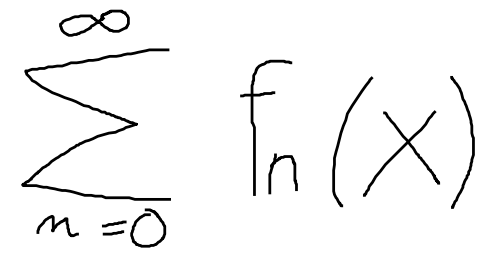 ∞
∑ fn(x)
n=0